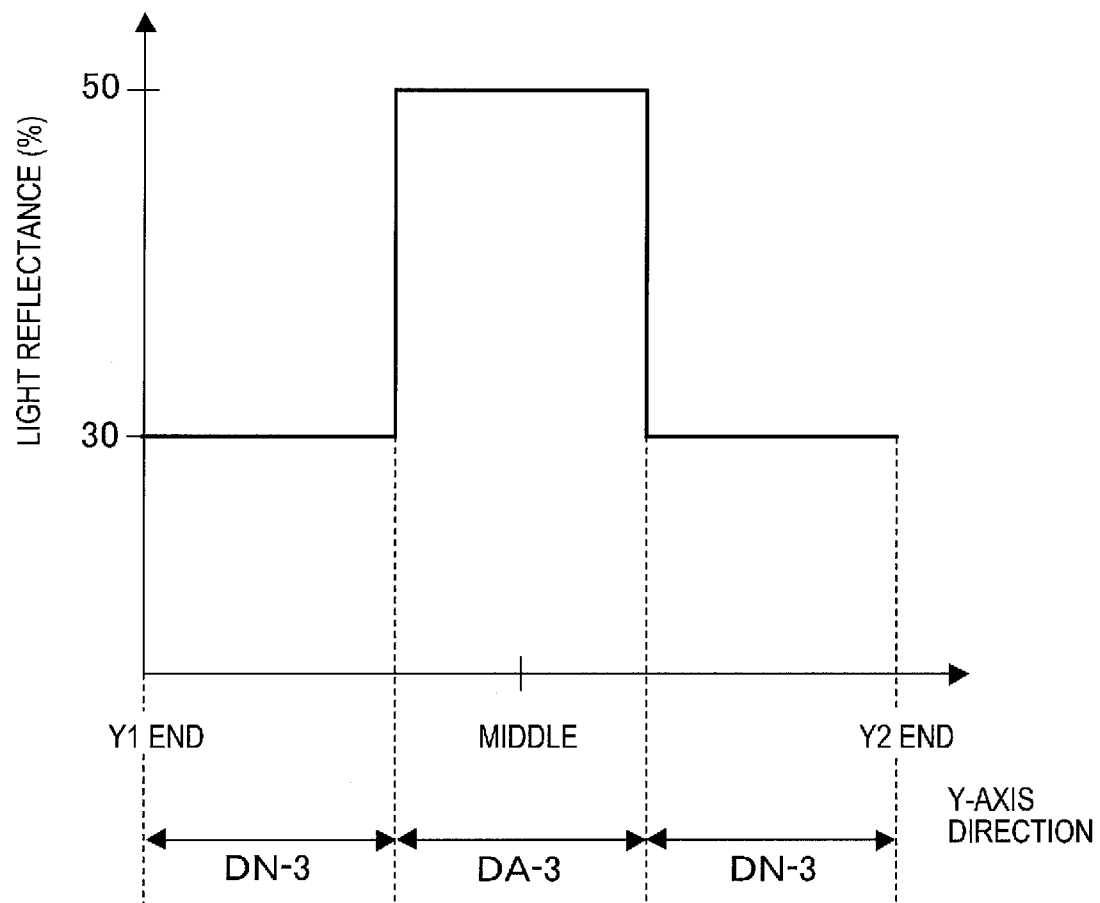 LIGHT REFLECTANCE (%)
50
30
Y1 END
MIDDLE
Y2 END
Y-AXIS
DIRECTION
DN-3
DA-3
DN-3